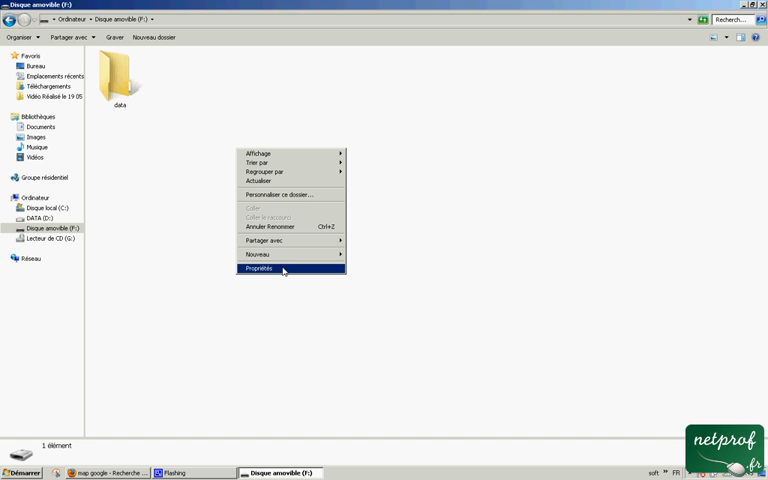 Disque amovible (F:)
Ordinateur Disque amovible (F:)
Recherch...
Organiser Partager avec Graver Nouveau dossier
Favoris
Bureau
Emplacements récents
Téléchargements
Vidéo Réalisé le 19 05
Bibliothèques
Documents
Images
Musique
Vidéos
Groupe résidentiel
Ordinateur
Disque local (C:)
DATA (D:)
Disque amovible (F:)
Lecteur de CD (G:)
Réseau
data
Affichage
Trier par
Regrouper par
Actualiser
Personnaliser ce dossier...
Coller
Coller le raccourci
Annuler Renommer Ctrl+Z
Partager avec
Nouveau
Propriétés
1 élément
Démarrer
map google - Recherche ...
Flashing
Disque amovible (F:)
soft » FR
netprof
.fr